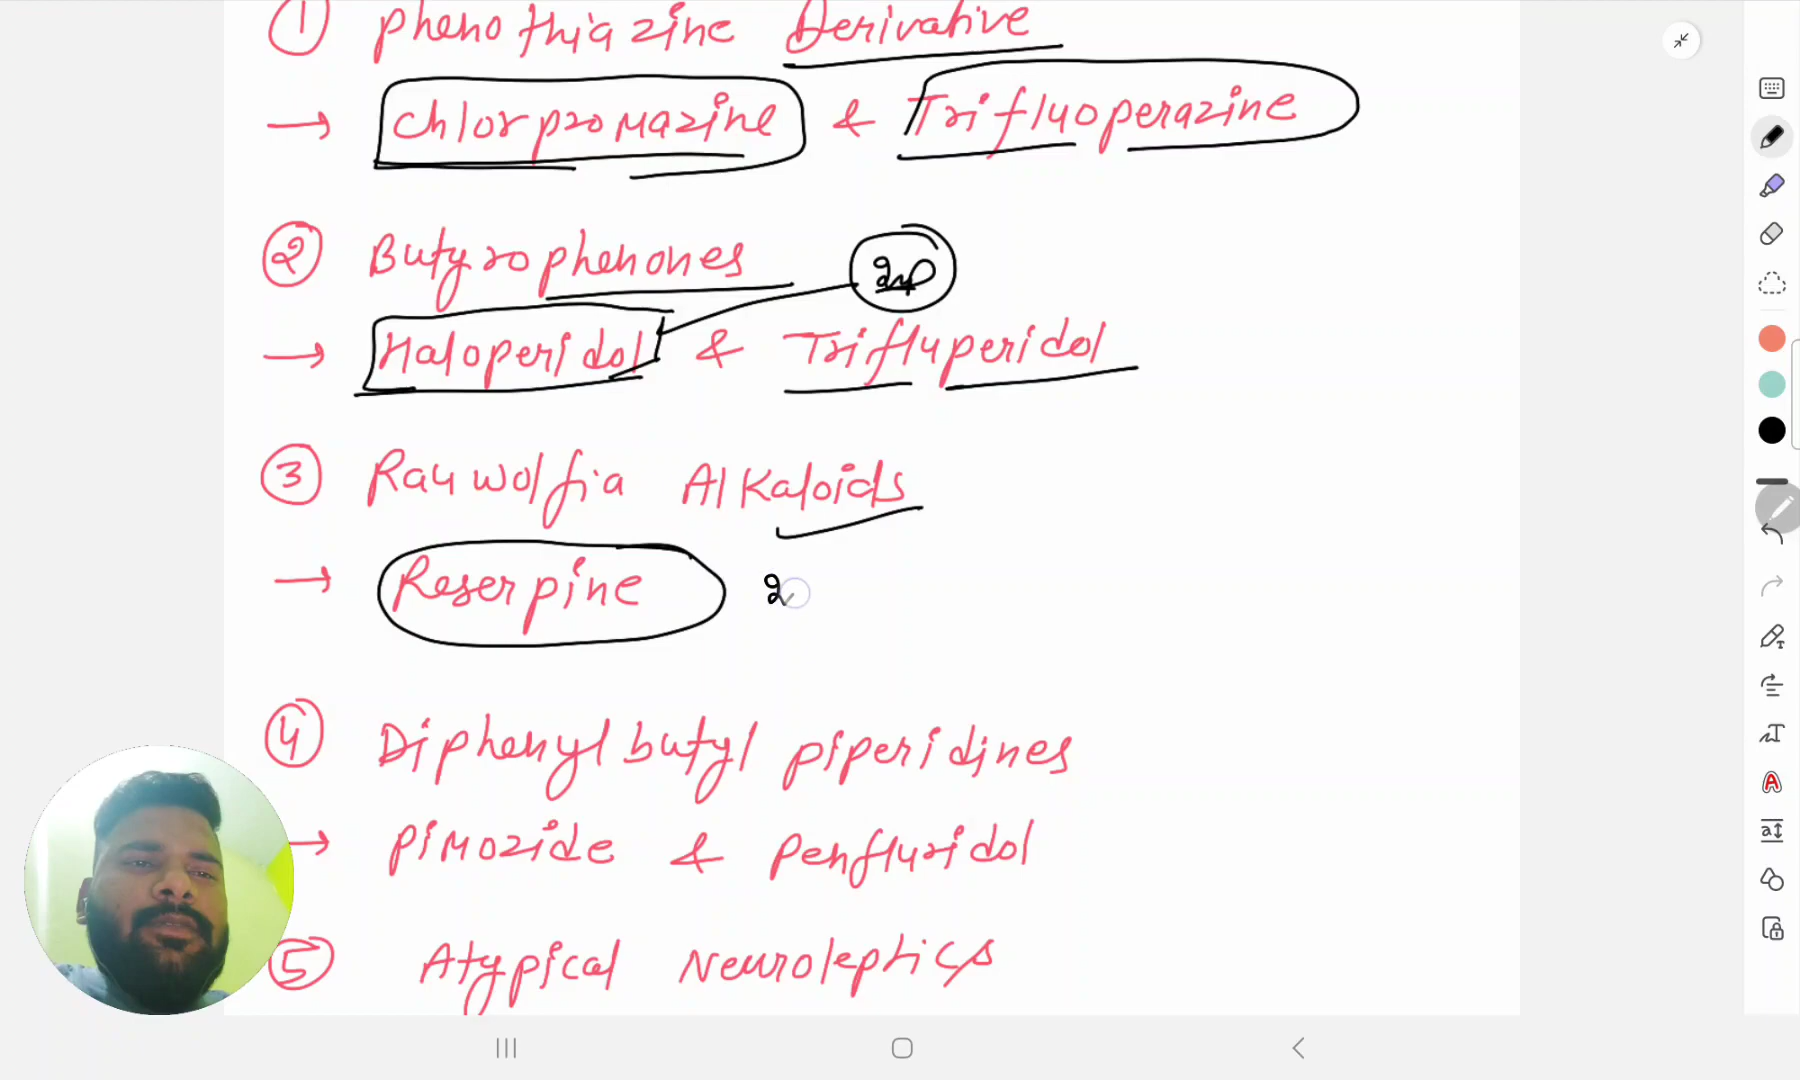 ① Phenothiazine Derivative
→ Chlorpromazine & Trifluoperazine
② Butyrophenones Imp
→ Haloperidol & Trifluperidol
③ Rauwolfia Alkaloids
→ Reserpine
④ Diphenylbutyl piperidines
→ Pimozide & Penfluridol
⑤ Atypical Neuroleptics